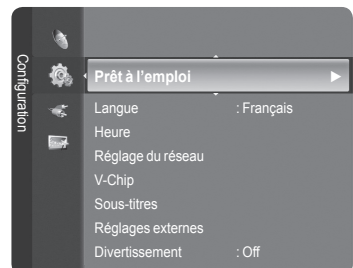 Configuration
Prêt à l'emploi
Langue : Français
Heure
Réglage du réseau
V-Chip
Sous-titres
Réglages externes
Divertissement : Off